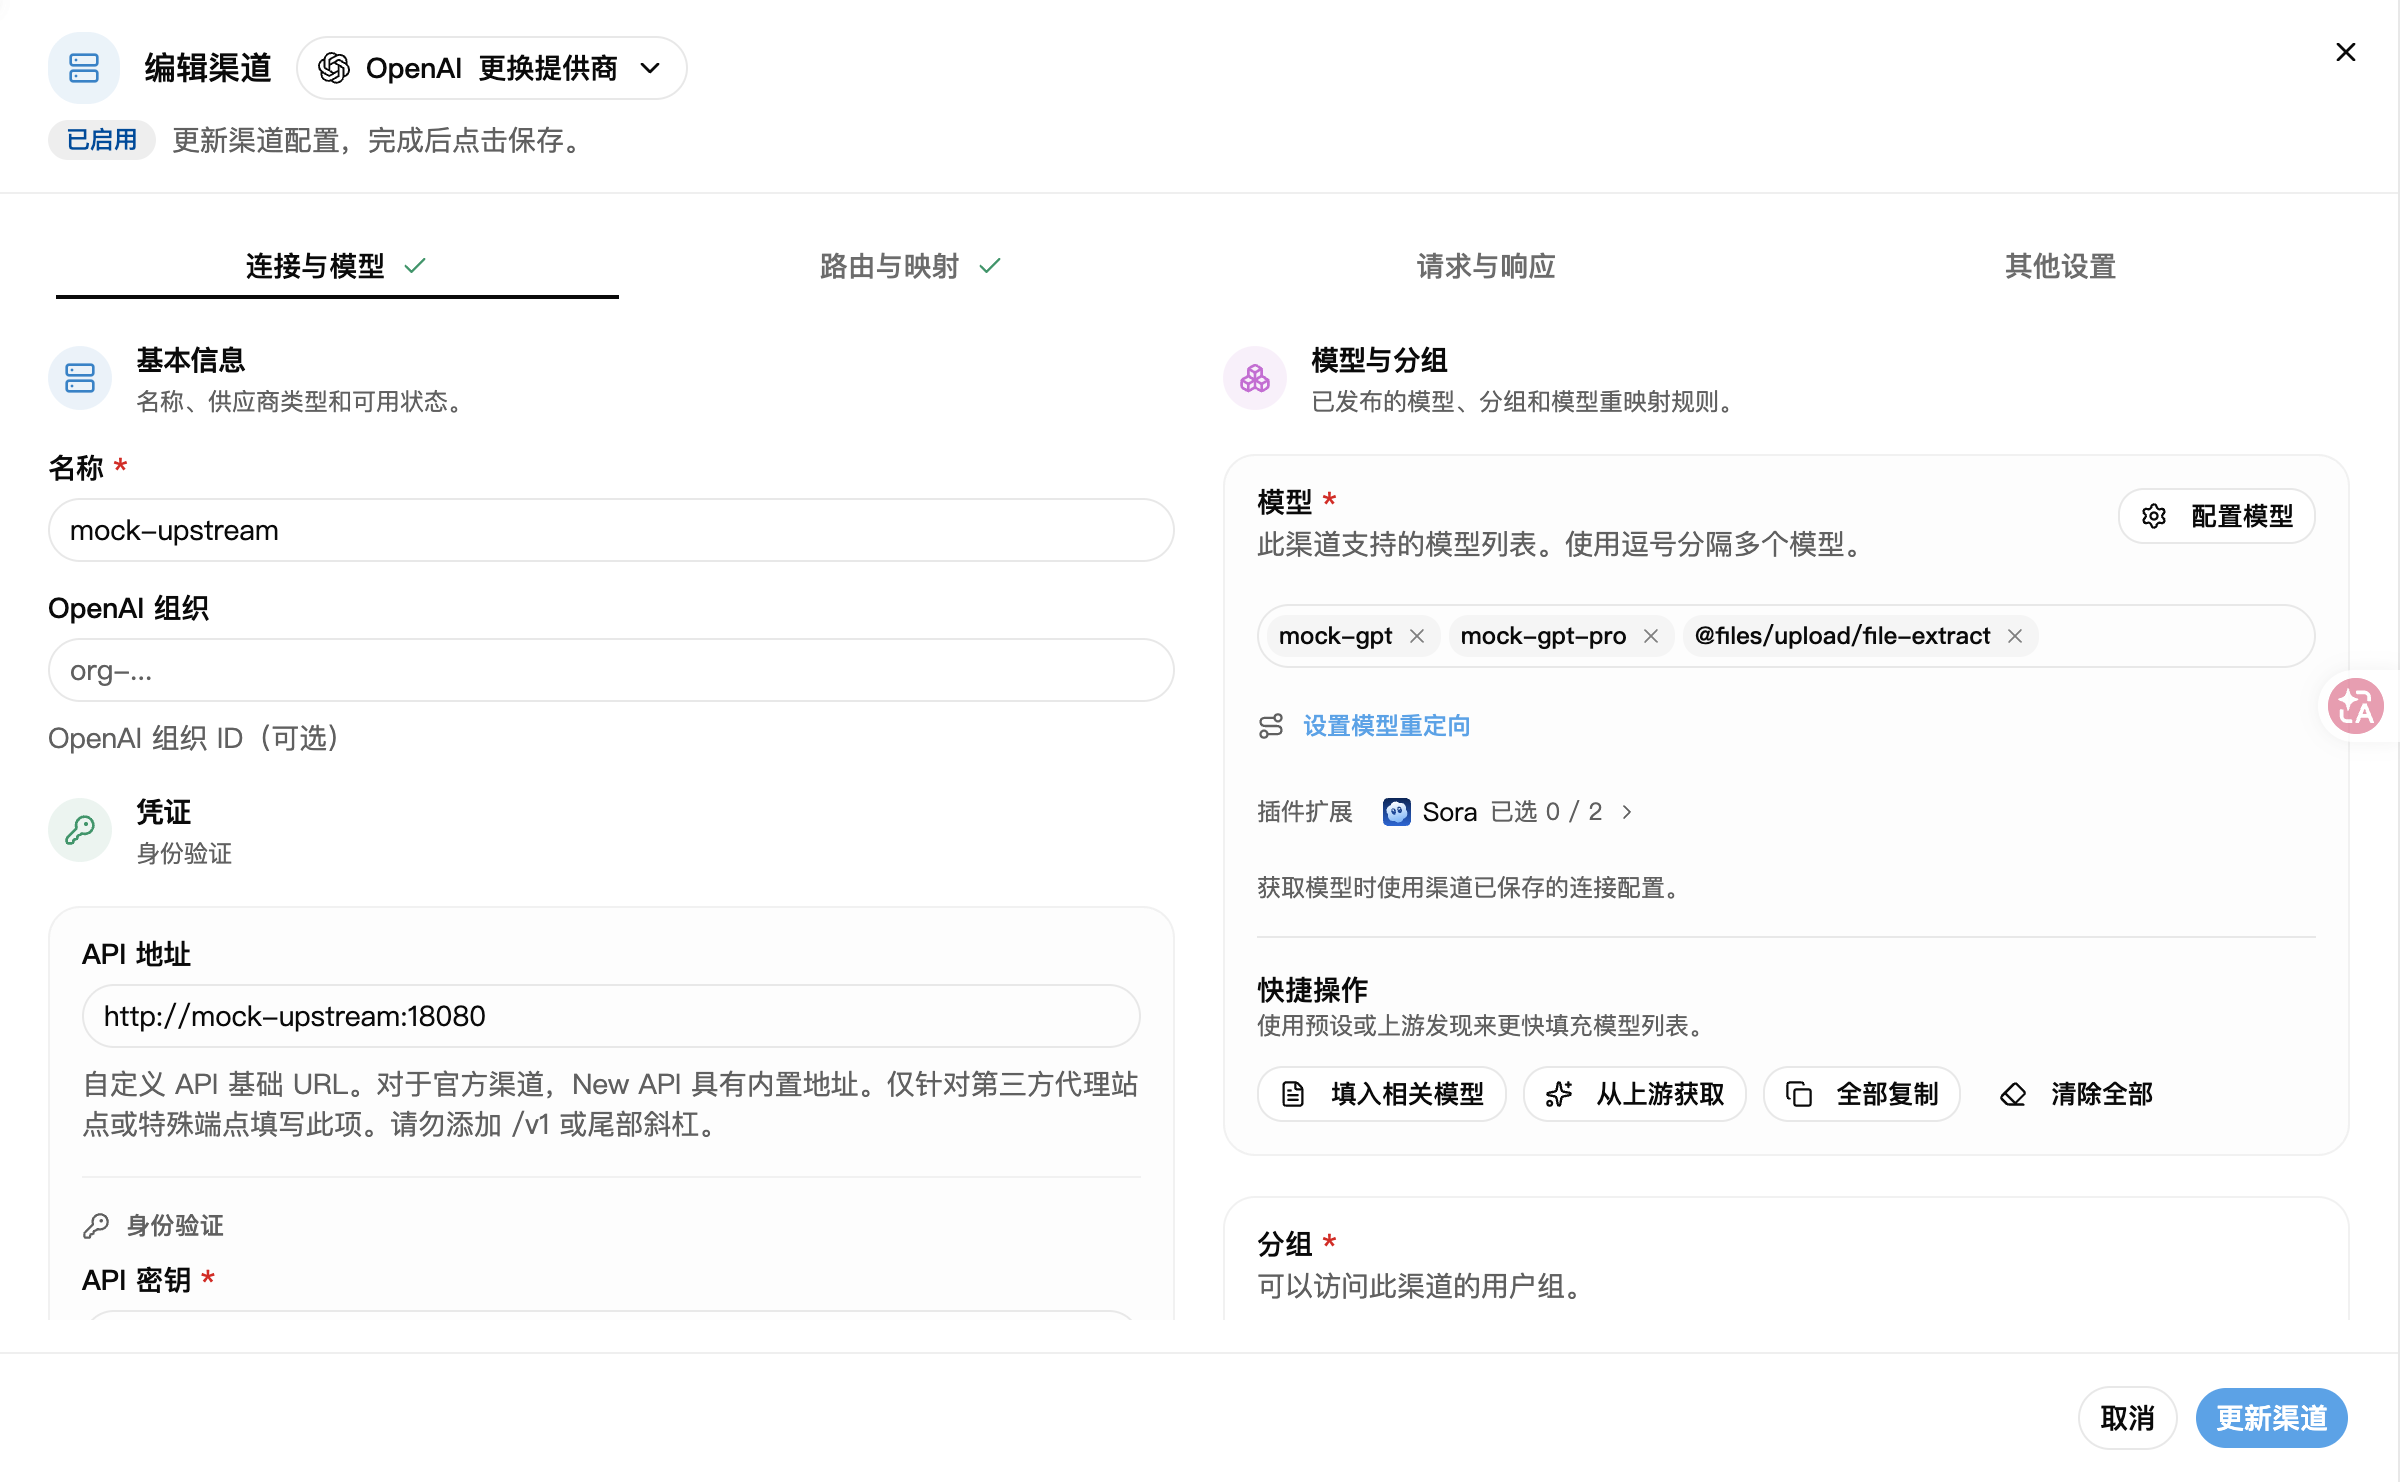 编辑渠道
OpenAI 更换提供商
已启用 更新渠道配置，完成后点击保存。
连接与模型
路由与映射
请求与响应
其他设置
基本信息
名称、供应商类型和可用状态。
名称 *
mock-upstream
OpenAI 组织
org-...
OpenAI 组织 ID（可选）
凭证
身份验证
API 地址
http://mock-upstream:18080
自定义 API 基础 URL。对于官方渠道，New API 具有内置地址。仅针对第三方代理站
点或特殊端点填写此项。请勿添加 /v1 或尾部斜杠。
身份验证
API 密钥 *
模型与分组
已发布的模型、分组和模型重映射规则。
模型 *
配置模型
此渠道支持的模型列表。使用逗号分隔多个模型。
mock-gpt mock-gpt-pro @files/upload/file-extract
设置模型重定向
插件扩展 Sora 已选 0 / 2
获取模型时使用渠道已保存的连接配置。
快捷操作
使用预设或上游发现来更快填充模型列表。
填入相关模型 从上游获取 全部复制 清除全部
分组 *
可以访问此渠道的用户组。
取消 更新渠道